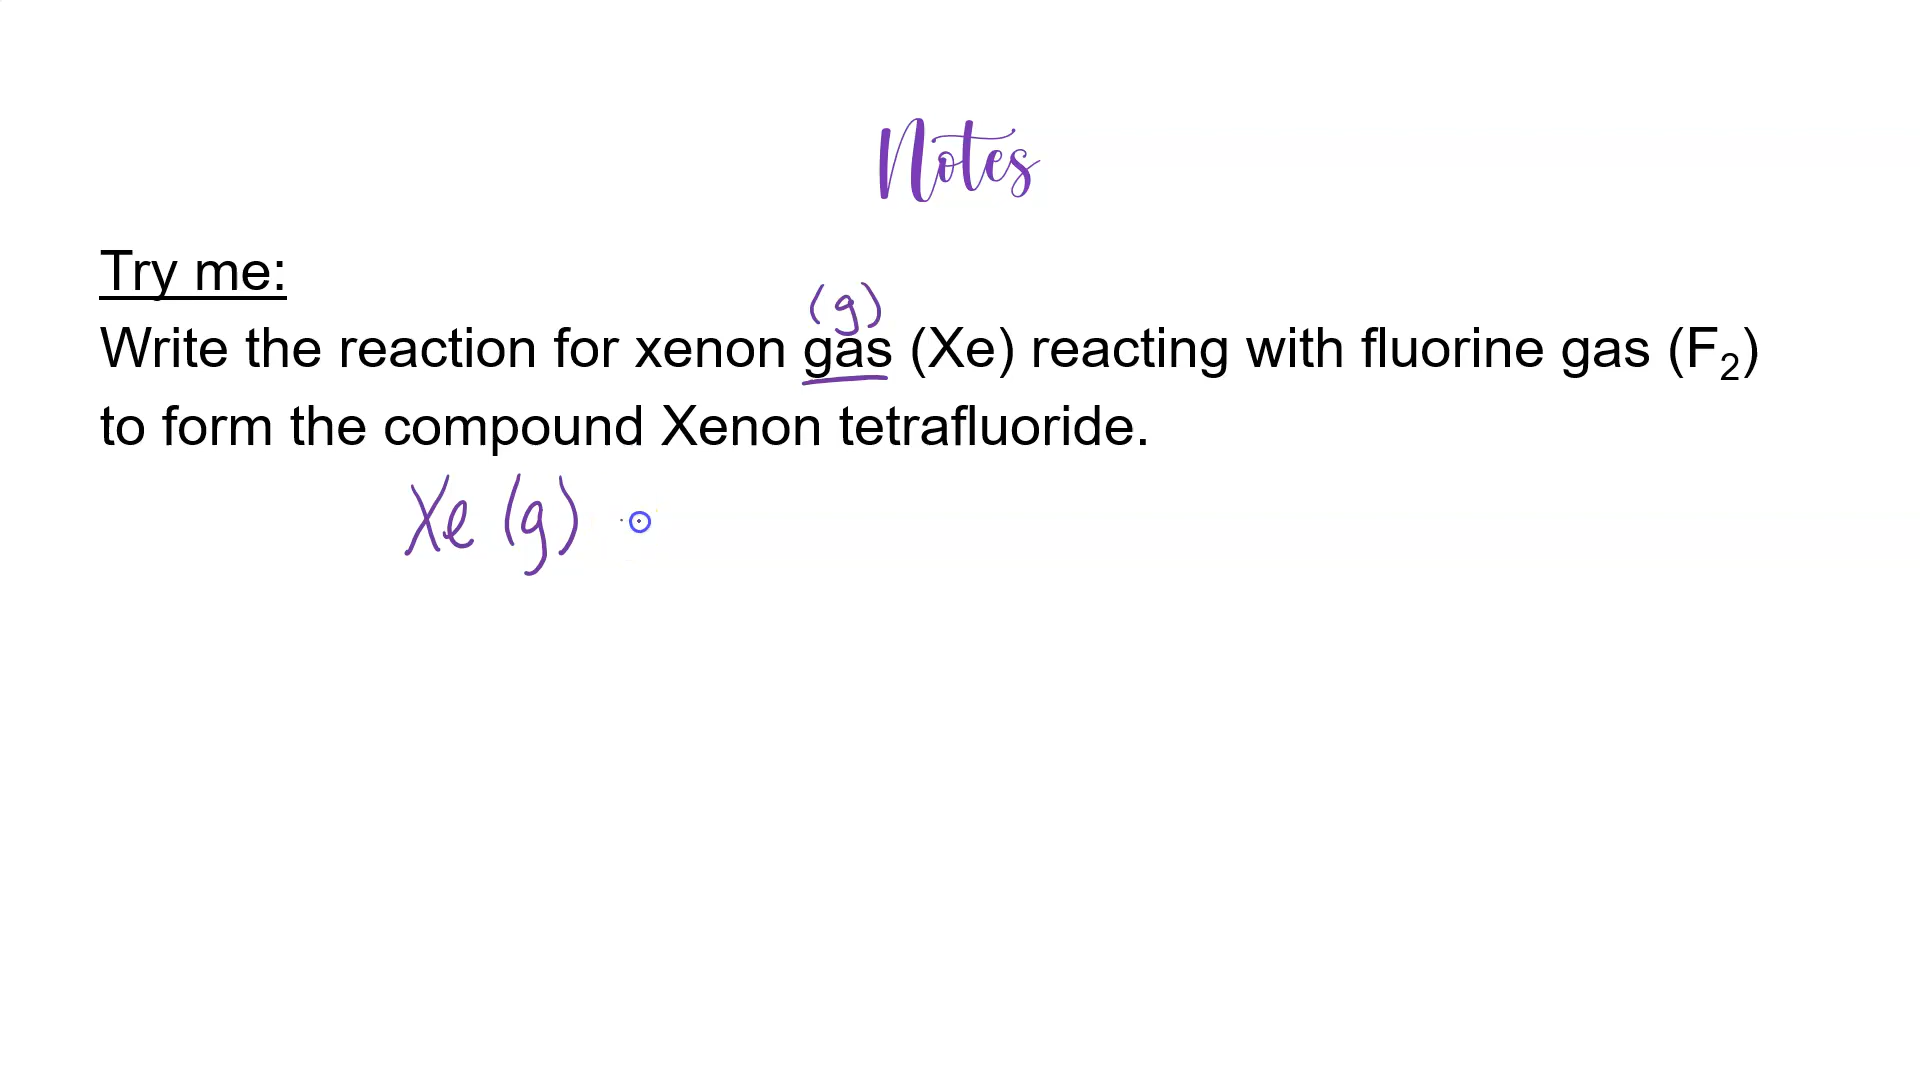 Notes
Try me:
(g)
Write the reaction for xenon gas (Xe) reacting with fluorine gas (F₂)
to form the compound Xenon tetrafluoride.
Xe (g)